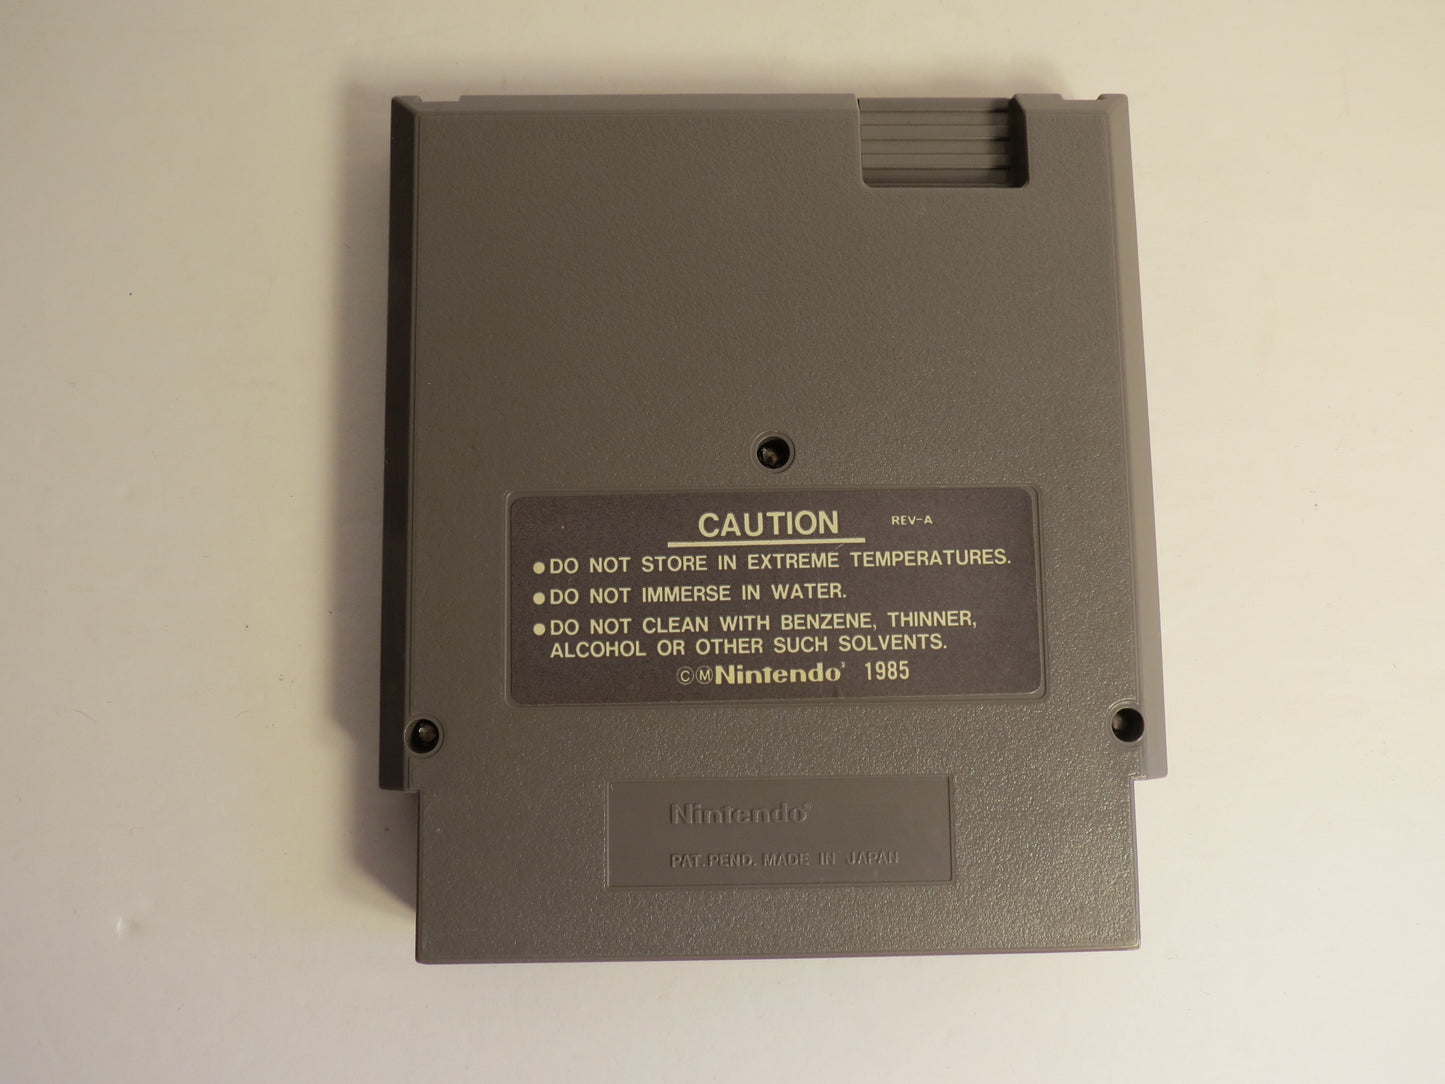 CAUTION REV-A
●DO NOT STORE IN EXTREME TEMPERATURES.
●DO NOT IMMERSE IN WATER.
●DO NOT CLEAN WITH BENZENE, THINNER,
ALCOHOL OR OTHER SUCH SOLVENTS.
ⒸⓂNintendo® 1985
Nintendo®
PAT.PEND. MADE IN JAPAN